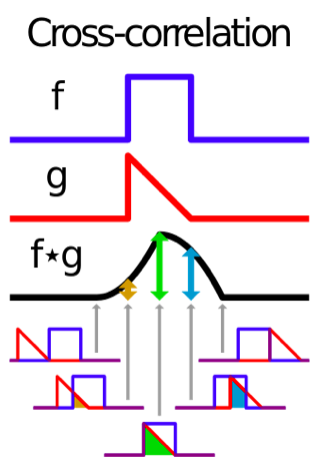 Cross-correlation
f
g
f⋆g